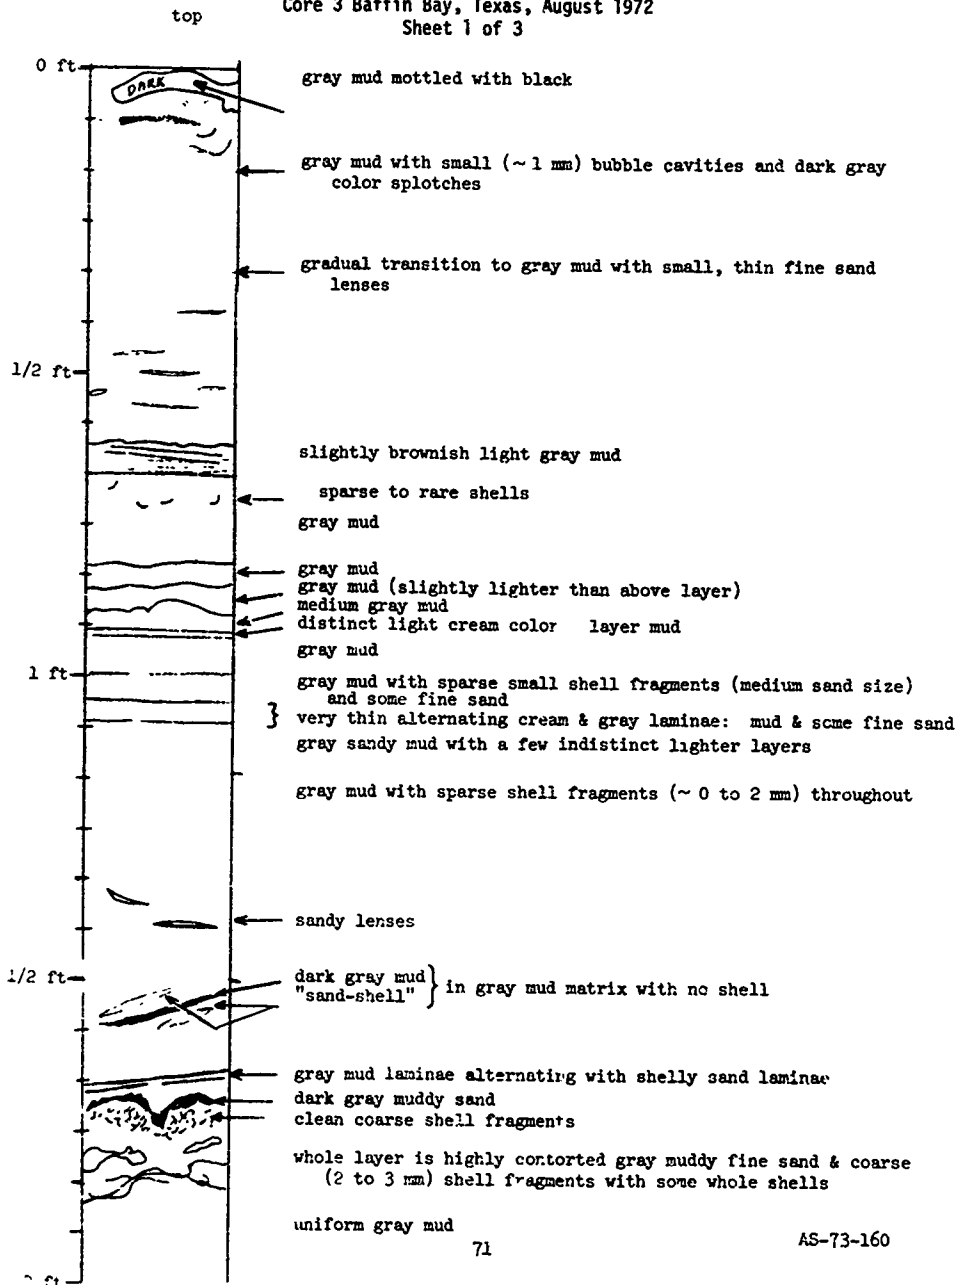 Core 3 Baffin Bay, Texas, August 1972
top
Sheet 1 of 3
0 ft
DARK
gray mud mottled with black
gray mud with small (~ 1 mm) bubble cavities and dark gray
color splotches
gradual transition to gray mud with small, thin fine sand
lenses
1/2 ft
slightly brownish light gray mud
sparse to rare shells
gray mud
gray mud
gray mud (slightly lighter than above layer)
medium gray mud
distinct light cream color layer mud
gray mud
1 ft
gray mud with sparse small shell fragments (medium sand size)
and some fine sand
} very thin alternating cream & gray laminae: mud & some fine sand
gray sandy mud with a few indistinct lighter layers
gray mud with sparse shell fragments (~ 0 to 2 mm) throughout
sandy lenses
1/2 ft
dark gray mud
"sand-shell" } in gray mud matrix with no shell
gray mud laminae alternating with shelly sand laminae
dark gray muddy sand
clean coarse shell fragments
whole layer is highly contorted gray muddy fine sand & coarse
(2 to 3 mm) shell fragments with some whole shells
uniform gray mud
71
AS-73-160
ft